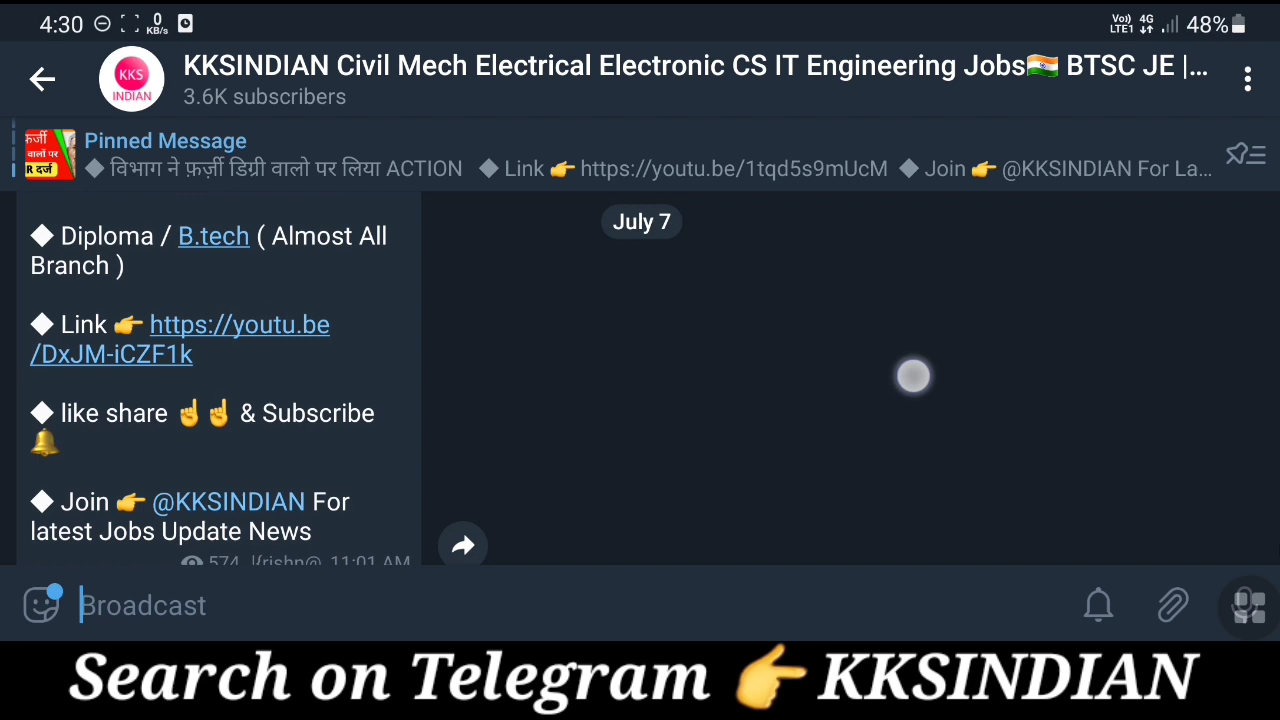 4:30 0 KB/s Vo)) LTE1 4G 48%
KKS INDIAN
KKSINDIAN Civil Mech Electrical Electronic CS IT Engineering Jobs🇮🇳 BTSC JE |...
3.6K subscribers
वालों पर
R दर्ज
Pinned Message
◆ विभाग ने फ़र्ज़ी डिग्री वालो पर लिया ACTION ◆ Link 👉 https://youtu.be/1tqd5s9mUcM ◆ Join 👉 @KKSINDIAN For La...
July 7
◆ Diploma / B.tech ( Almost All
Branch )
◆ Link 👉 https://youtu.be
/DxJM-iCZF1k
◆ like share ☝☝ & Subscribe
🔔
◆ Join 👉 @KKSINDIAN For
latest Jobs Update News
574 11:01 AM
Broadcast
Search on Telegram 👉 KKSINDIAN